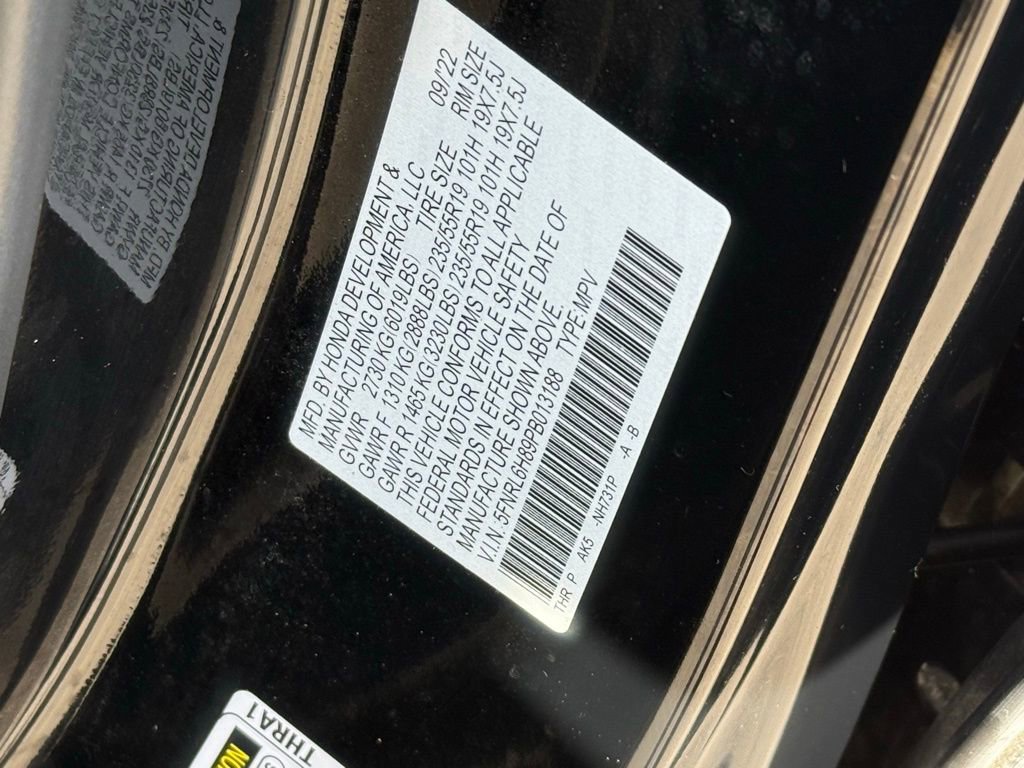 MFD. BY HONDA DEVELOPMENT &
MANUFACTURING OF AMERICA, LLC 09/22
GVWR 2730 KG (6019LBS) TIRE SIZE RIM SIZE
GAWR F 1310 KG (2888LBS) 235/55R19 101H 19X7.5J
GAWR R 1465 KG(3230LBS)235/55R19 101H 19X7.5J
THIS VEHICLE CONFORMS TO ALL APPLICABLE
FEDERAL MOTOR VEHICLE SAFETY
STANDARDS IN EFFECT ON THE DATE OF
MANUFACTURE SHOWN ABOVE.
V.I.N.: 5FNRL6H89PB013188 TYPE: MPV
THR P AK5 -NH731P A -B
THRA1